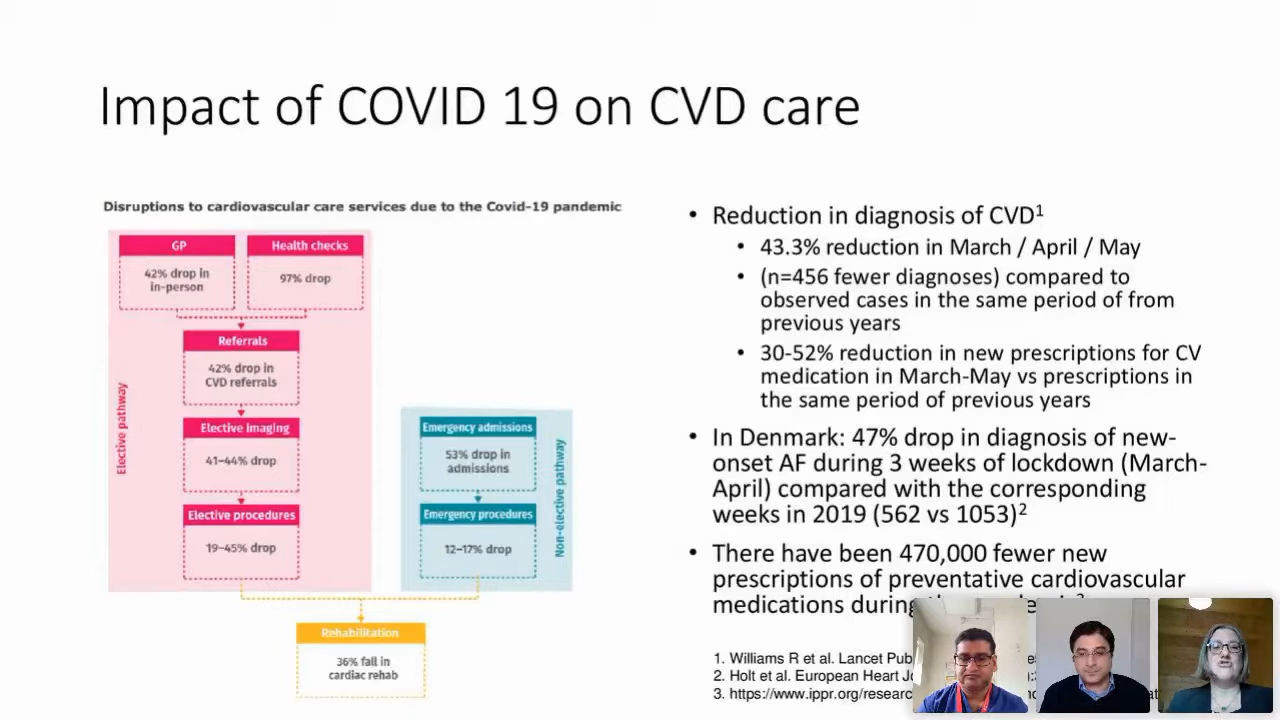 Impact of COVID 19 on CVD care
Disruptions to cardiovascular care services due to the Covid-19 pandemic
GP
42% drop in
in-person
Health checks
97% drop
Referrals
42% drop in
CVD referrals
Elective imaging
41–44% drop
Elective procedures
19–45% drop
Elective pathway
Emergency admissions
53% drop in
admissions
Emergency procedures
12–17% drop
Non-elective pathway
Rehabilitation
36% fall in
cardiac rehab
• Reduction in diagnosis of CVD1
• 43.3% reduction in March / April / May
• (n=456 fewer diagnoses) compared to
observed cases in the same period of from
previous years
• 30-52% reduction in new prescriptions for CV
medication in March-May vs prescriptions in
the same period of previous years
• In Denmark: 47% drop in diagnosis of new-
onset AF during 3 weeks of lockdown (March-
April) compared with the corresponding
weeks in 2019 (562 vs 1053)2
• There have been 470,000 fewer new
prescriptions of preventative cardiovascular
medications during
1. Williams R et al. Lancet
2. Holt et al. European Heart
3. https://www.ippr.org/